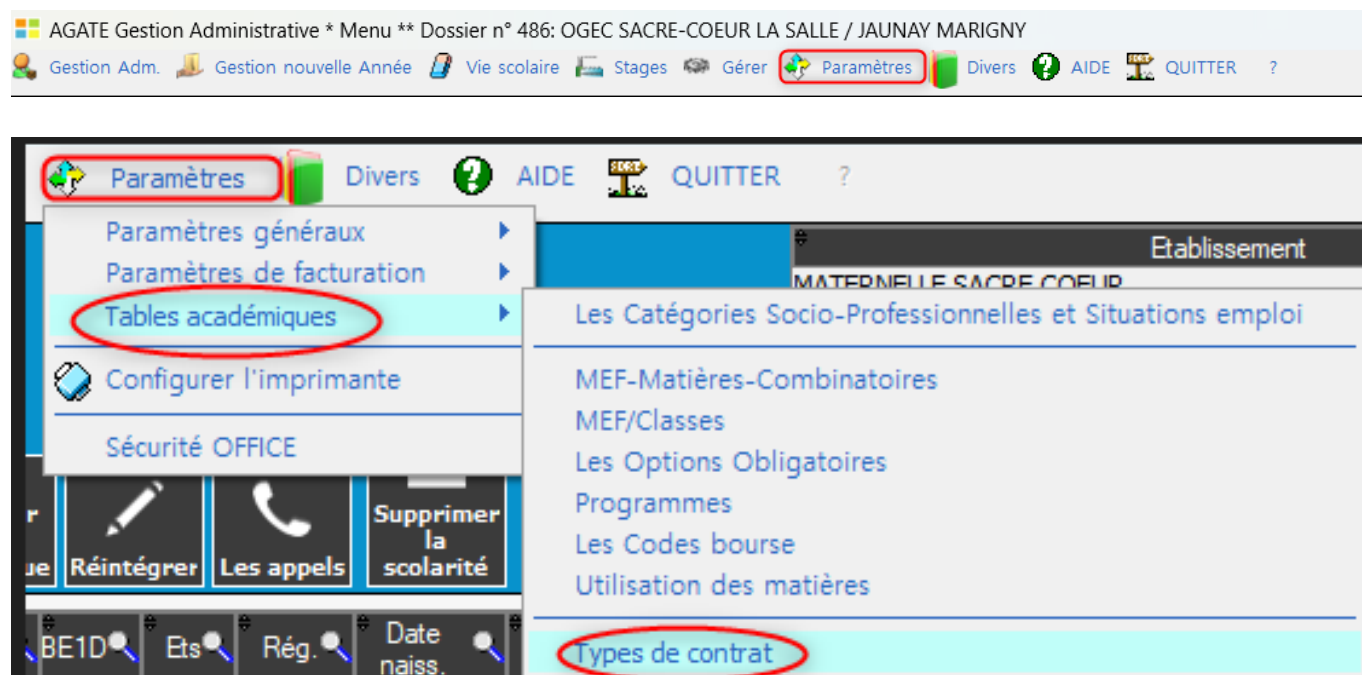 AGATE Gestion Administrative * Menu ** Dossier n° 486: OGEC SACRE-COEUR LA SALLE / JAUNAY MARIGNY
Gestion Adm. Gestion nouvelle Année Vie scolaire Stages Gérer Paramètres Divers AIDE QUITTER ?
Paramètres Divers AIDE QUITTER ?
Paramètres généraux
Paramètres de facturation
Tables académiques
Configurer l'imprimante
Sécurité OFFICE
Etablissement
MATERNELLE SACRE COEUR
Les Catégories Socio-Professionnelles et Situations emploi
MEF-Matières-Combinatoires
MEF/Classes
Les Options Obligatoires
Programmes
Les Codes bourse
Utilisation des matières
Types de contrat
Réintégrer
Les appels
Supprimer
la
scolarité
BE1D Ets Rég. Date
naiss.